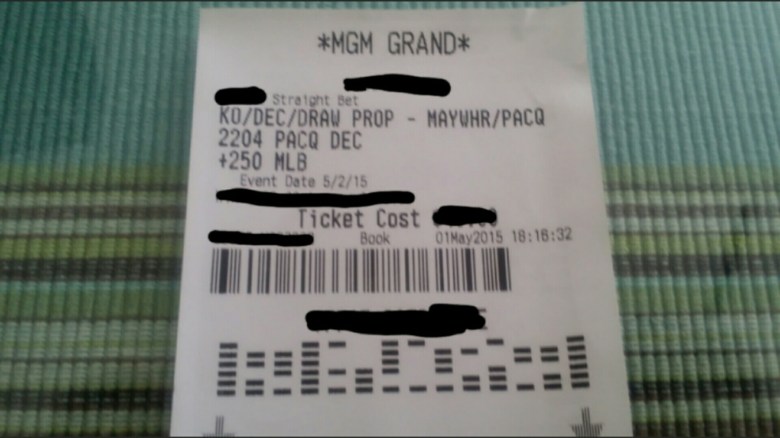 *MGM GRAND*
Straight Bet
KO/DEC/DRAW PROP - MAYWHR/PACQ
2204 PACQ DEC
+250 MLB
Event Date 5/2/15
Ticket Cost
Book 01May2015 18:16:32